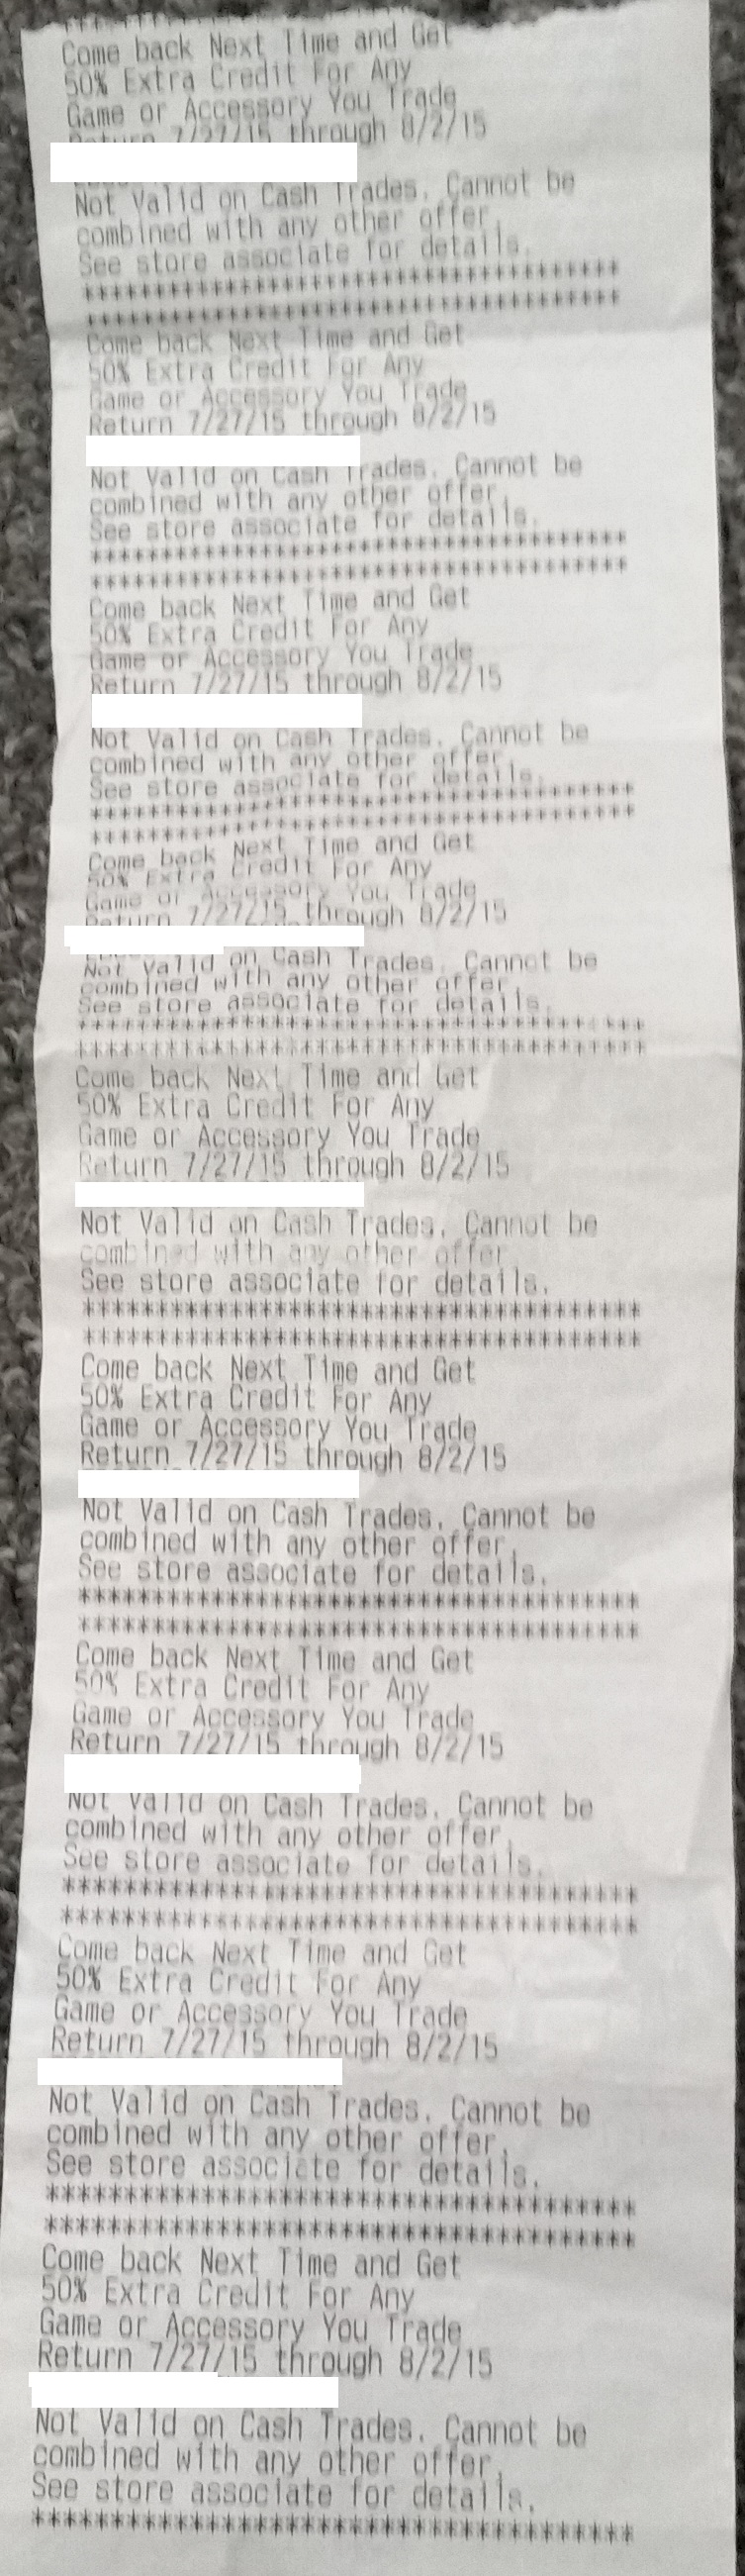 Come back Next Time and Get
50% Extra Credit For Any
Game or Accessory You Trade
Return 7/27/15 through 8/2/15
Not Valid on Cash Trades. Cannot be
combined with any other offer.
See store associate for details.
**************************************
**************************************
Come back Next Time and Get
50% Extra Credit For Any
Game or Accessory You Trade
Return 7/27/15 through 8/2/15
Not Valid on Cash Trades. Cannot be
combined with any other offer.
See store associate for details.
**************************************
**************************************
Come back Next Time and Get
50% Extra Credit For Any
Game or Accessory You Trade
Return 7/27/15 through 8/2/15
Not Valid on Cash Trades. Cannot be
combined with any other offer.
See store associate for details.
**************************************
**************************************
Come back Next Time and Get
50% Extra Credit For Any
Game or Accessory You Trade
Return 7/27/15 through 8/2/15
Not Valid on Cash Trades. Cannot be
combined with any other offer.
See store associate for details.
**************************************
**************************************
Come back Next Time and Get
50% Extra Credit For Any
Game or Accessory You Trade
Return 7/27/15 through 8/2/15
Not Valid on Cash Trades. Cannot be
combined with any other offer
See store associate for details.
**************************************
**************************************
Come back Next Time and Get
50% Extra Credit For Any
Game or Accessory You Trade
Return 7/27/15 through 8/2/15
Not Valid on Cash Trades. Cannot be
combined with any other offer.
See store associate for details.
**************************************
**************************************
Come back Next Time and Get
50% Extra Credit For Any
Game or Accessory You Trade
Return 7/27/15 through 8/2/15
Not Valid on Cash Trades. Cannot be
combined with any other offer.
See store associate for details.
**************************************
**************************************
Come back Next Time and Get
50% Extra Credit For Any
Game or Accessory You Trade
Return 7/27/15 through 8/2/15
Not Valid on Cash Trades. Cannot be
combined with any other offer.
See store associate for details.
**************************************
**************************************
Come back Next Time and Get
50% Extra Credit For Any
Game or Accessory You Trade
Return 7/27/15 through 8/2/15
Not Valid on Cash Trades. Cannot be
combined with any other offer.
See store associate for details.
**************************************